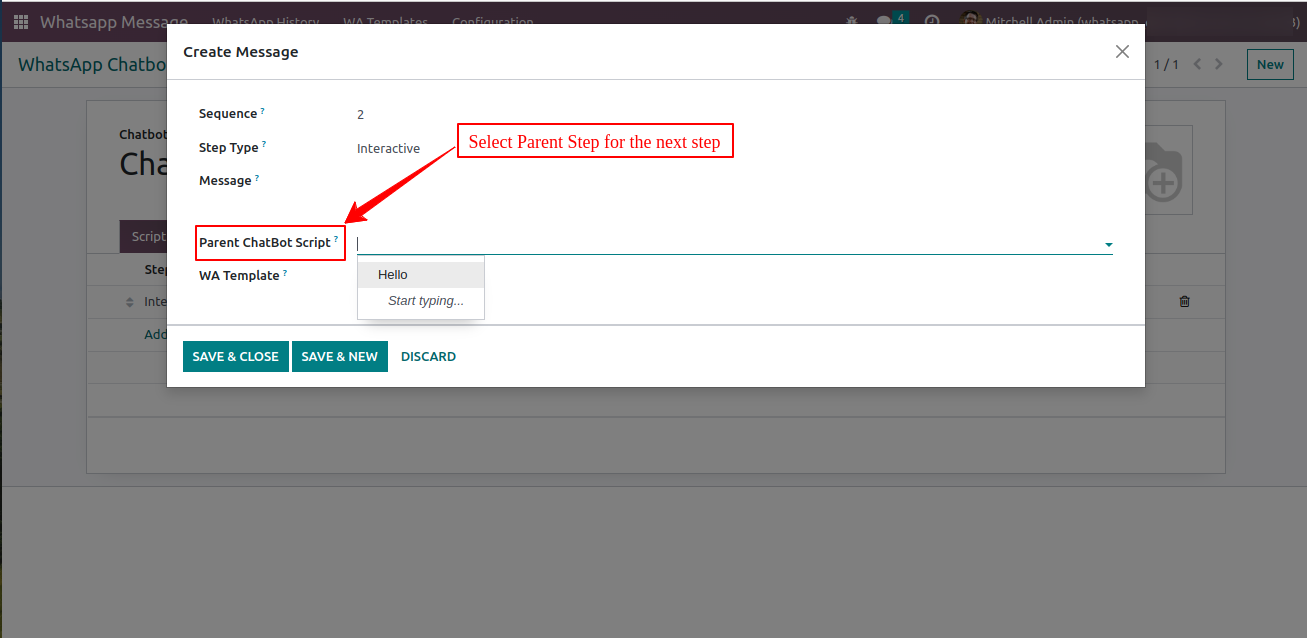 Whatsapp Message WhatsApp History WA Templates Configuration 4 Mitchell Admin (whatsapp_
WhatsApp Chatbo
1 / 1
New
Create Message
Sequence ? 2
Step Type ? Interactive
Select Parent Step for the next step
Message ?
Chatbot
Cha
Script
Parent ChatBot Script ?
WA Template ?
Hello
Start typing...
Step
Inte
Add
SAVE & CLOSE SAVE & NEW DISCARD